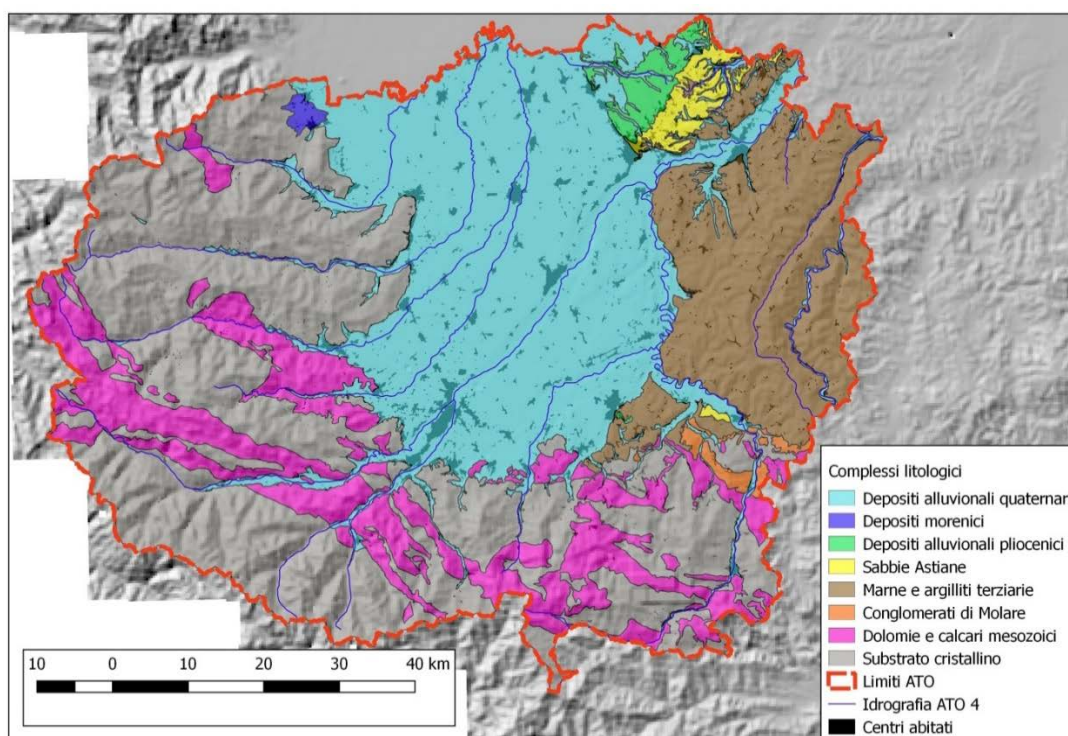 10 0 10 20 30 40 km
Complessi litologici
Depositi alluvionali quaternar
Depositi morenici
Depositi alluvionali pliocenici
Sabbie Astiane
Marne e argilliti terziarie
Conglomerati di Molare
Dolomie e calcari mesozoici
Substrato cristallino
Limiti ATO
Idrografia ATO 4
Centri abitati